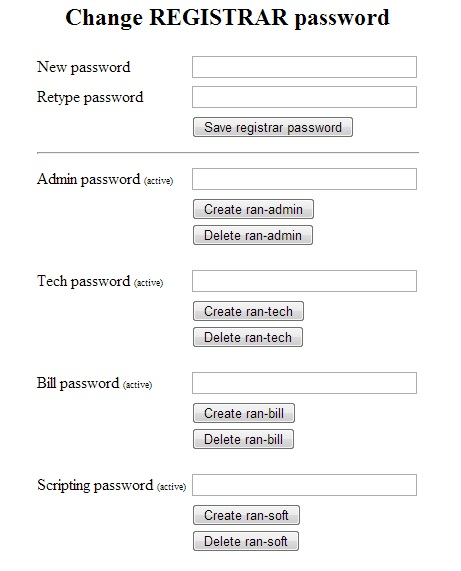 Change REGISTRAR password
New password
Retype password
Save registrar password
Admin password (active)
Create ran-admin
Delete ran-admin
Tech password (active)
Create ran-tech
Delete ran-tech
Bill password (active)
Create ran-bill
Delete ran-bill
Scripting password (active)
Create ran-soft
Delete ran-soft